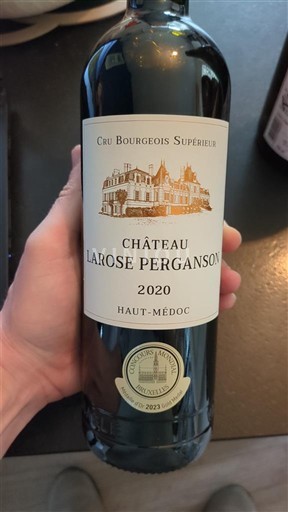 CRU BOURGEOIS SUPÉRIEUR
CHÂTEAU
LAROSE PERGANSON
2020
HAUT-MÉDOC
CONCOURS MONDIAL
BRUXELLES
2023